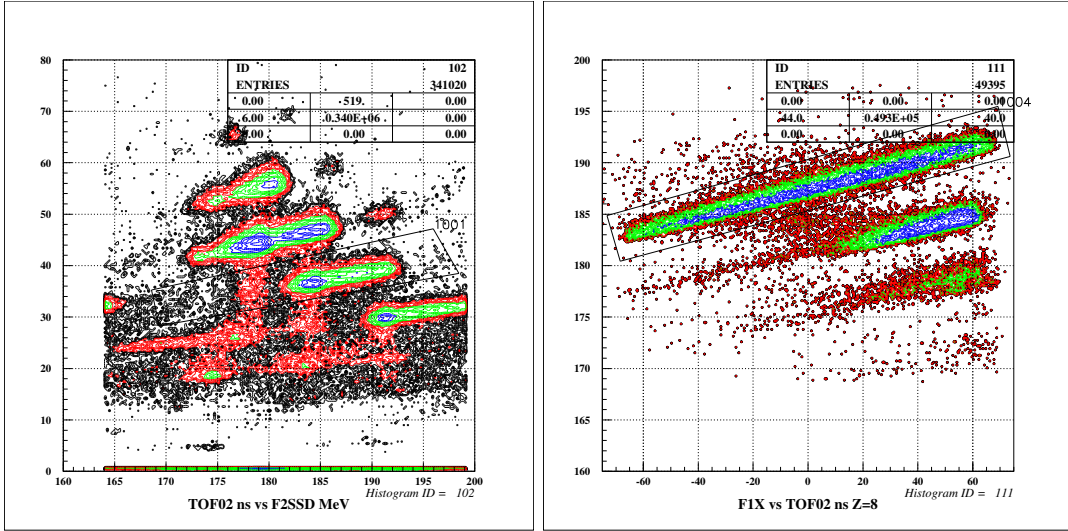 ID 102
ENTRIES 341020
0.00 519. 0.00
6.00 0.340E+06 0.00
0.00 0.00
1001
80
70
60
50
40
30
20
10
0
160 165 170 175 180 185 190 195 200
Histogram ID = 102
TOF02 ns vs F2SSD MeV
ID 111
ENTRIES 49395
0.00 0.00 0.00
44.0 0.493E+05 40.0
0.00 0.00 0.00
1004
200
195
190
185
180
175
170
165
160
-60 -40 -20 0 20 40 60
Histogram ID = 111
F1X vs TOF02 ns Z=8